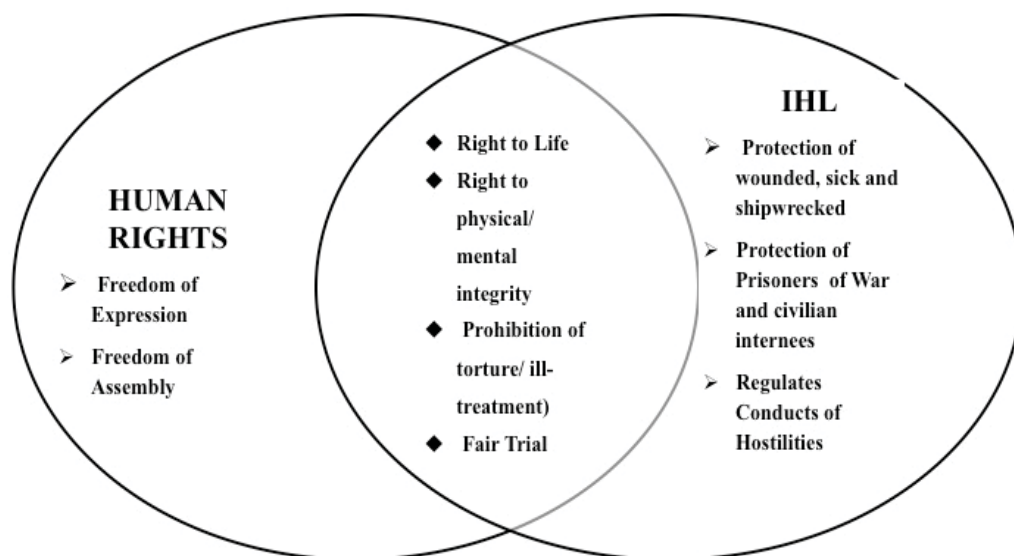 HUMAN
RIGHTS
➢ Freedom of
Expression
➢ Freedom of
Assembly
◆ Right to Life
◆ Right to
physical/
mental
integrity
◆ Prohibition of
torture/ ill-
treatment)
◆ Fair Trial
IHL
➢ Protection of
wounded, sick and
shipwrecked
➢ Protection of
Prisoners of War
and civilian
internees
➢ Regulates
Conducts of
Hostilities